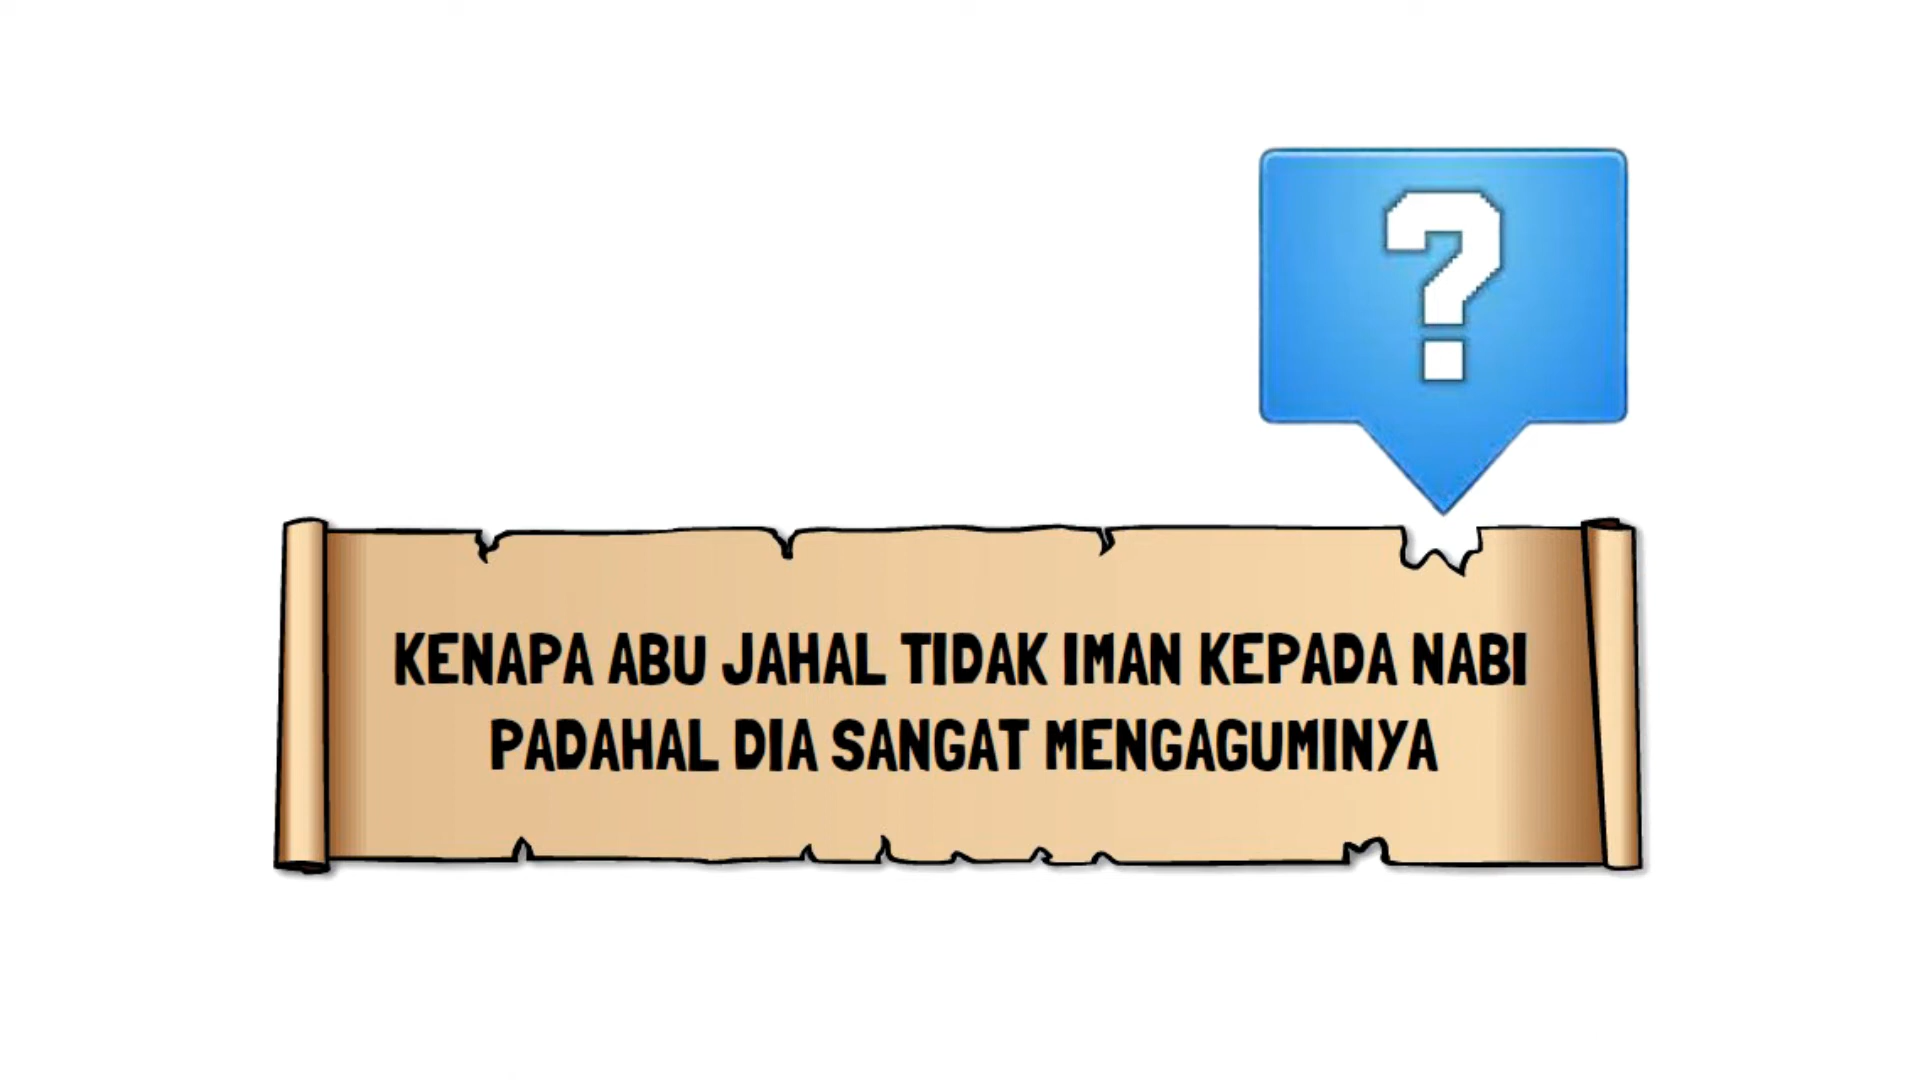 ?
KENAPA ABU JAHAL TIDAK IMAN KEPADA NABI
PADAHAL DIA SANGAT MENGAGUMINYA